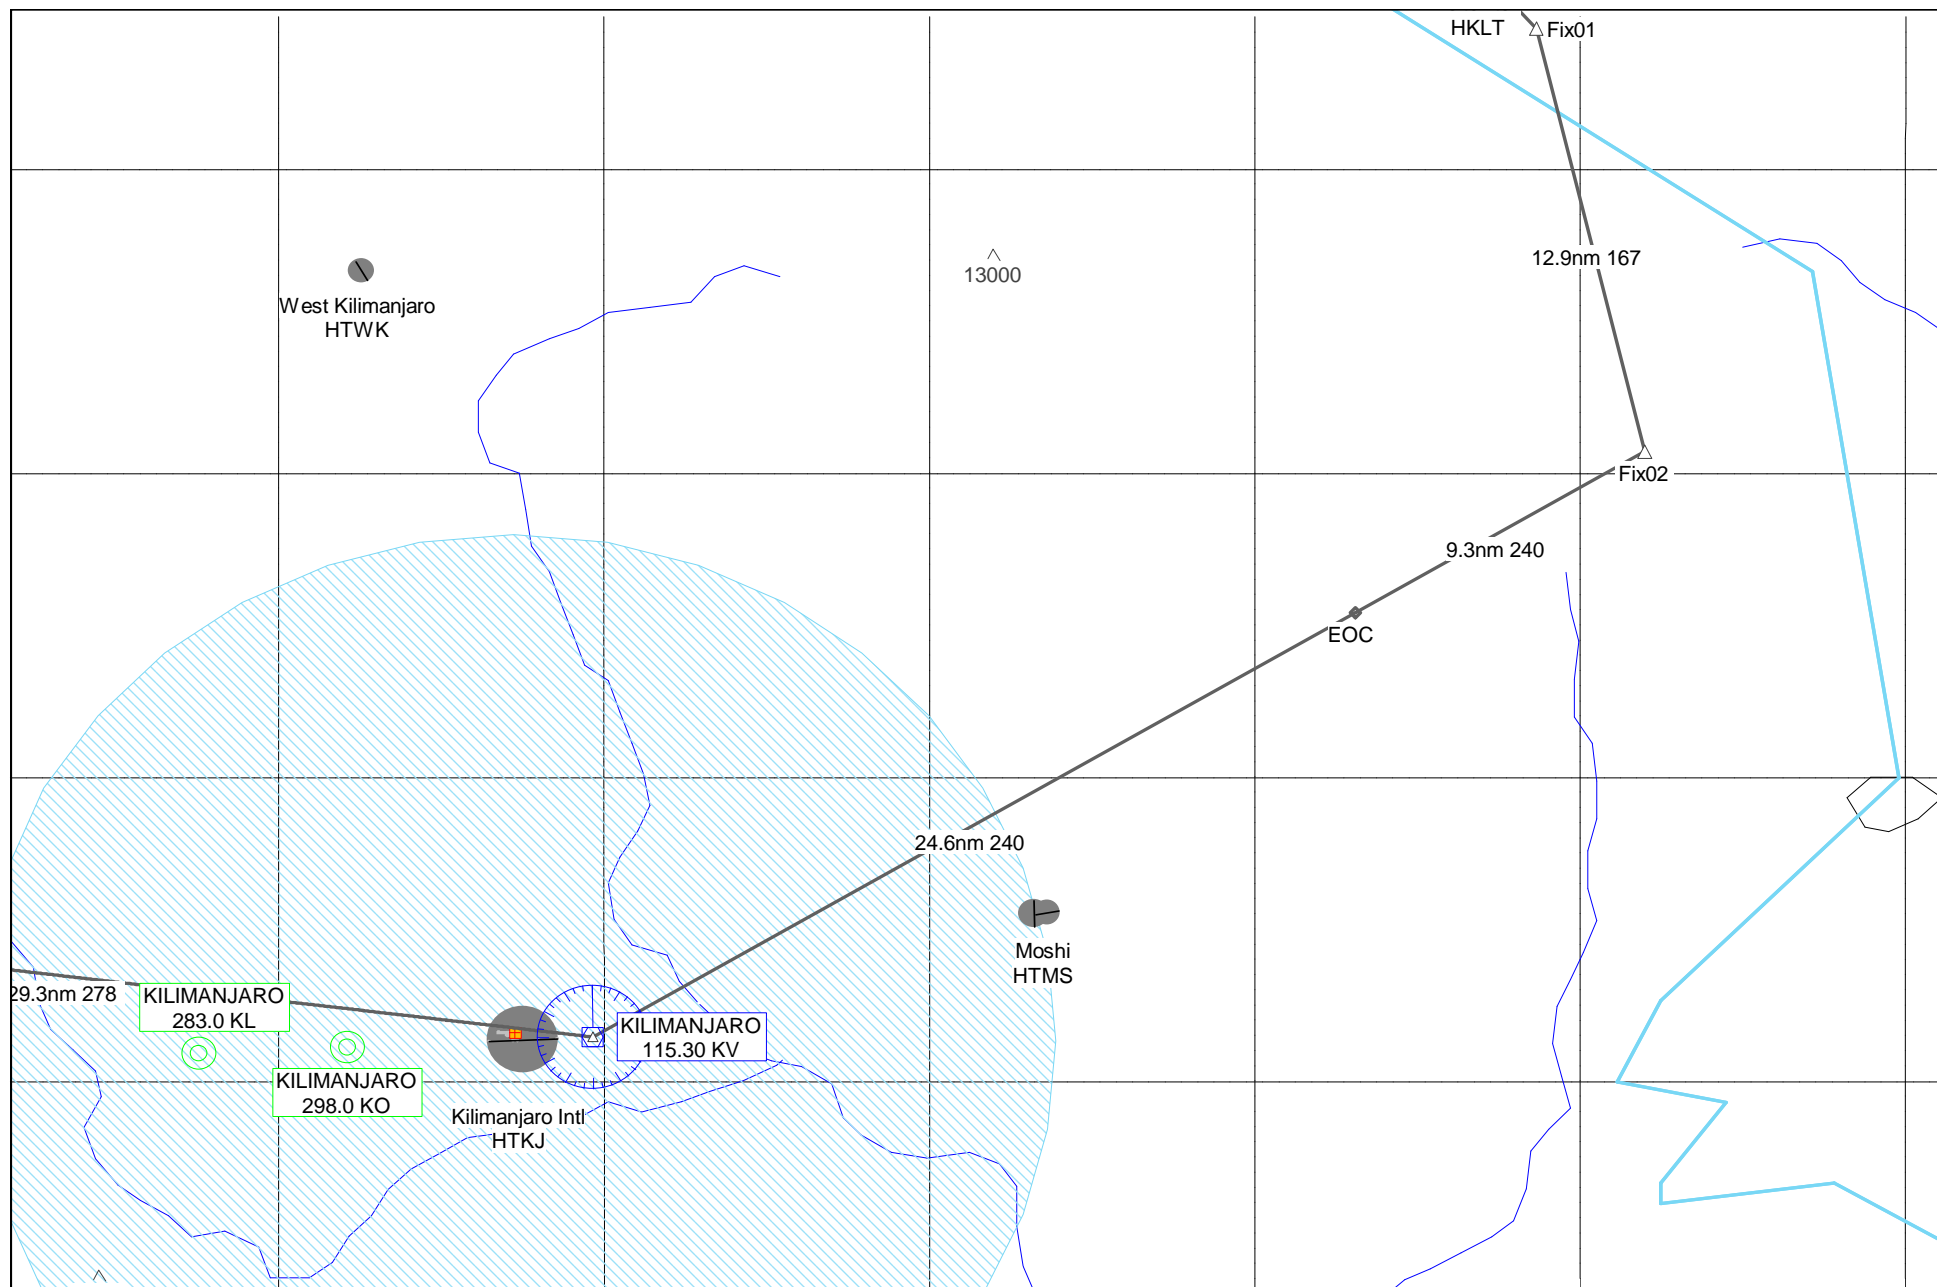 HKLT
Fix01
12.9nm 167
13000
West Kilimanjaro
HTWK
Fix02
9.3nm 240
EOC
24.6nm 240
Moshi
HTMS
29.3nm 278
KILIMANJARO
283.0 KL
KILIMANJARO
115.30 KV
KILIMANJARO
298.0 KO
Kilimanjaro Intl
HTKJ